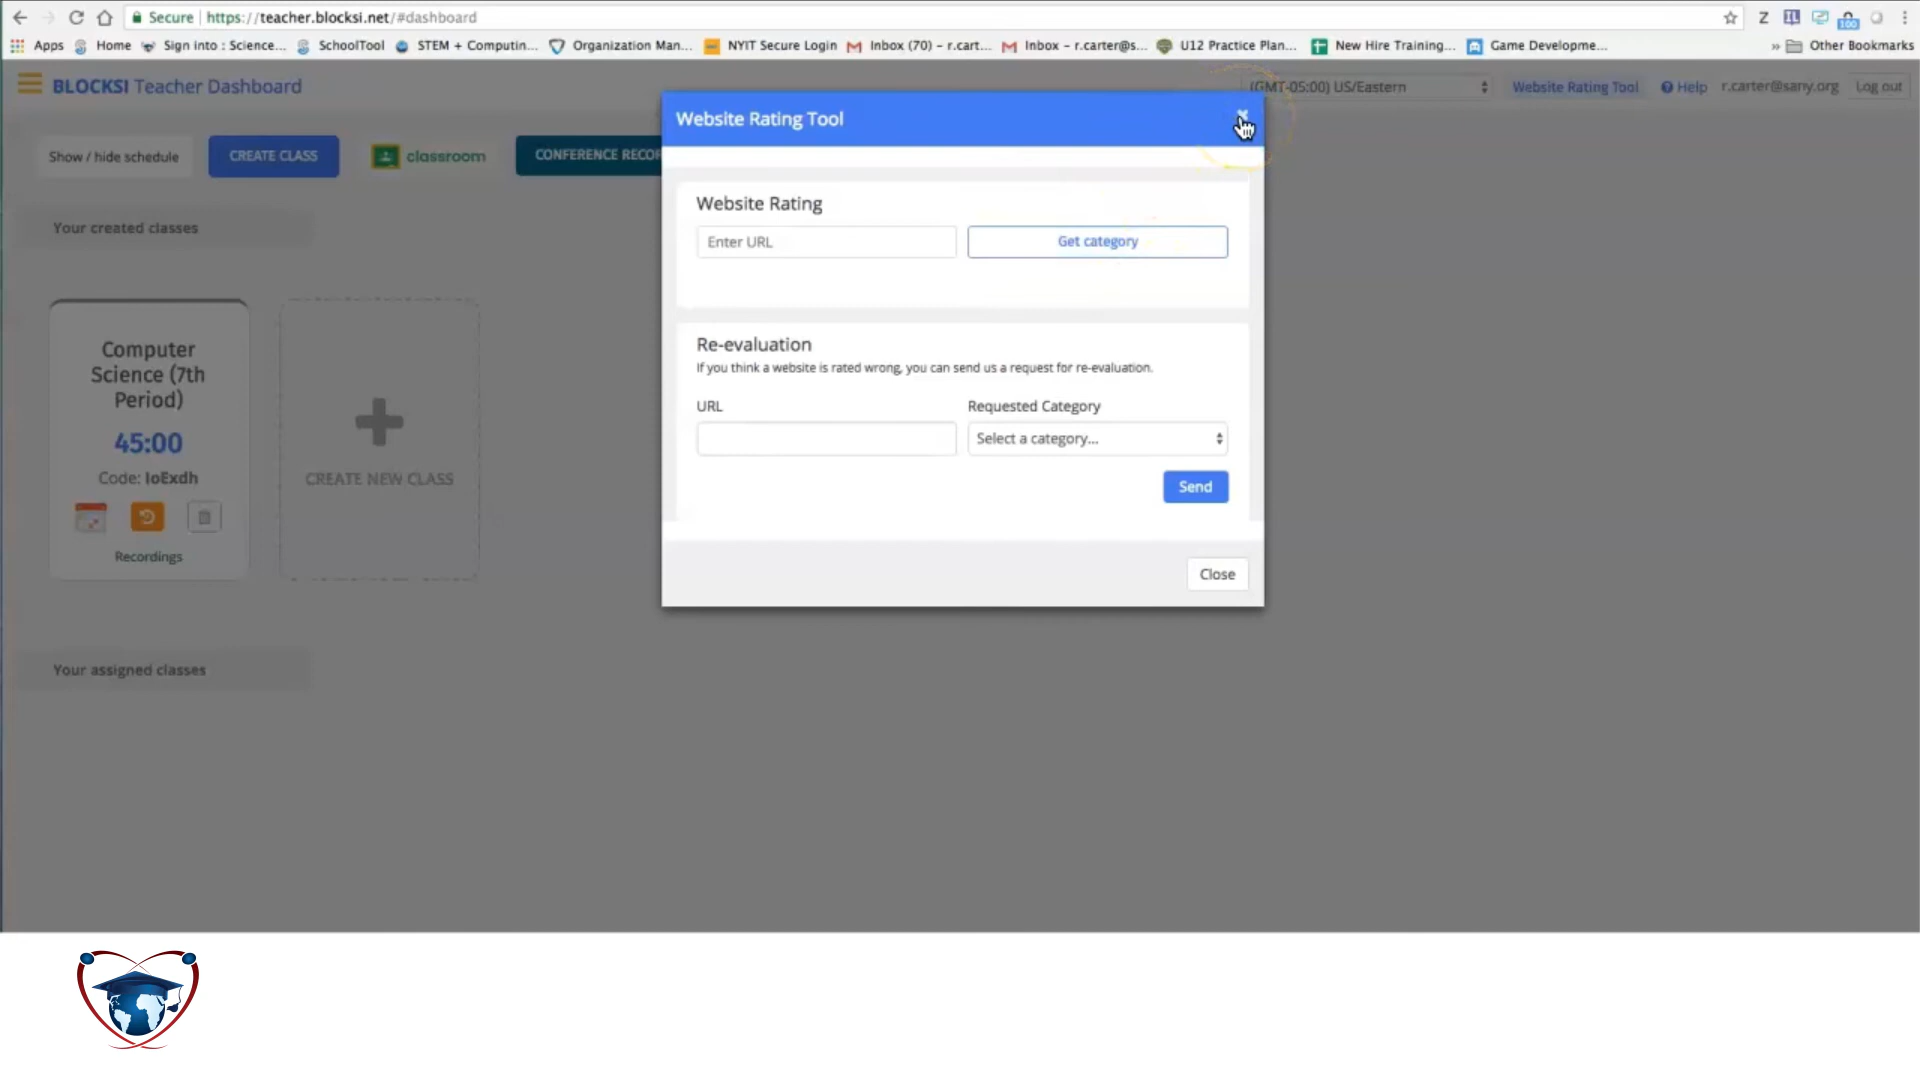 Secure https://teacher.blocksi.net/#dashboard
Z
100
Apps Home Sign into : Science... SchoolTool STEM + Computin... Organization Man... NYIT Secure Login Inbox (70) – r.cart... Inbox – r.carter@s... U12 Practice Plan... New Hire Training... Game Developme... » Other Bookmarks
BLOCKSI Teacher Dashboard
(GMT-05:00) US/Eastern
Website Rating Tool
Help
r.carter@sany.org
Log out
Show / hide schedule
CREATE CLASS
classroom
CONFERENCE RECOR
Your created classes
Computer
Science (7th
Period)
45:00
Code: IoExdh
Recordings
CREATE NEW CLASS
Your assigned classes
Website Rating Tool
Website Rating
Enter URL
Get category
Re-evaluation
If you think a website is rated wrong, you can send us a request for re-evaluation.
URL
Requested Category
Select a category...
Send
Close